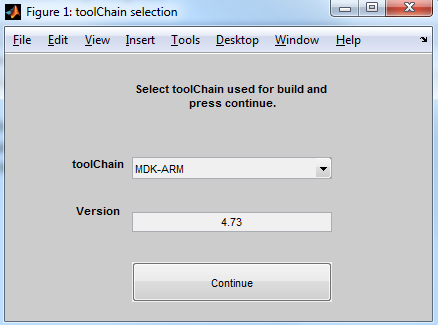 Figure 1: toolChain selection
File Edit View Insert Tools Desktop Window Help
Select toolChain used for build and
press continue.
toolChain MDK-ARM
Version 4.73
Continue